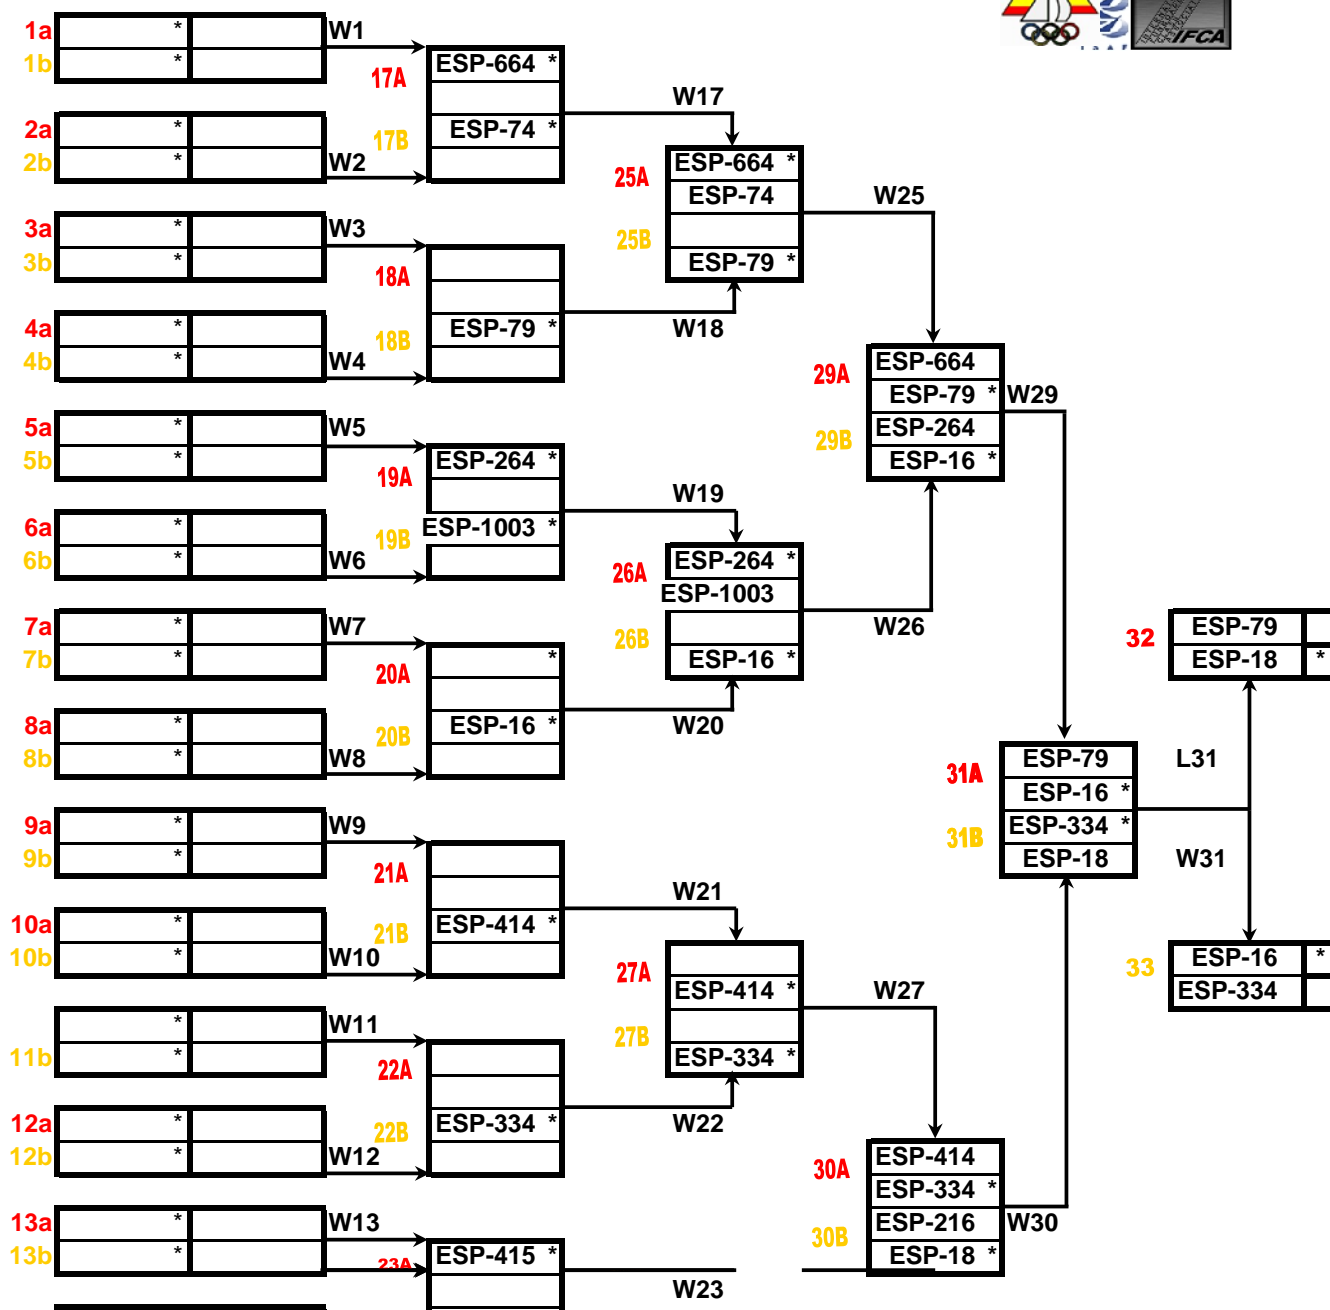 IFCA
1a * W1
1b *
17A ESP-664 *
2a * W17
2b * W2
17B ESP-74 *
25A ESP-664 *
ESP-74 W25
3a * W3
3b *
25B ESP-79 *
18A
4a * W18
4b * W4
18B ESP-79 *
29A ESP-664
ESP-79 * W29
5a * W5
5b *
29B ESP-264
ESP-16 *
19A ESP-264 *
W19
6a *
6b * W6
19B ESP-1003 *
26A ESP-264 *
ESP-1003
7a * W7
7b *
26B ESP-16 *
W26
32 ESP-79
ESP-18 *
20A *
8a * W20
8b * W8
20B ESP-16 *
31A ESP-79
ESP-16 *
L31
9a * W9
9b *
31B ESP-334 *
ESP-18
W31
21A
W21
10a *
10b * W10
21B ESP-414 *
27A
ESP-414 * W27
33 ESP-16 *
ESP-334
* W11
11b *
27B ESP-334 *
22A
12a * W22
12b * W12
22B ESP-334 *
30A ESP-414
ESP-334 *
13a * W13
13b *
30B ESP-216 W30
ESP-18 *
23A ESP-415 *
W23